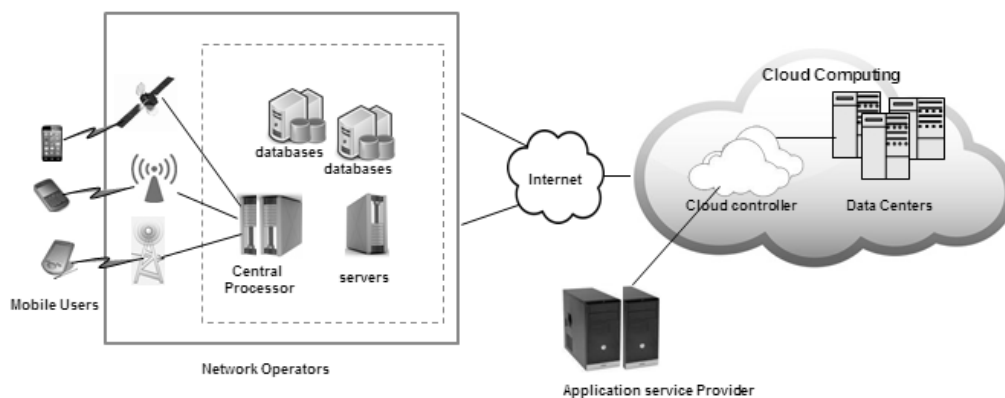 Cloud Computing
databases
databases
Internet
Cloud controller
Data Centers
Central
Processor
servers
Mobile Users
Network Operators
Application service Provider